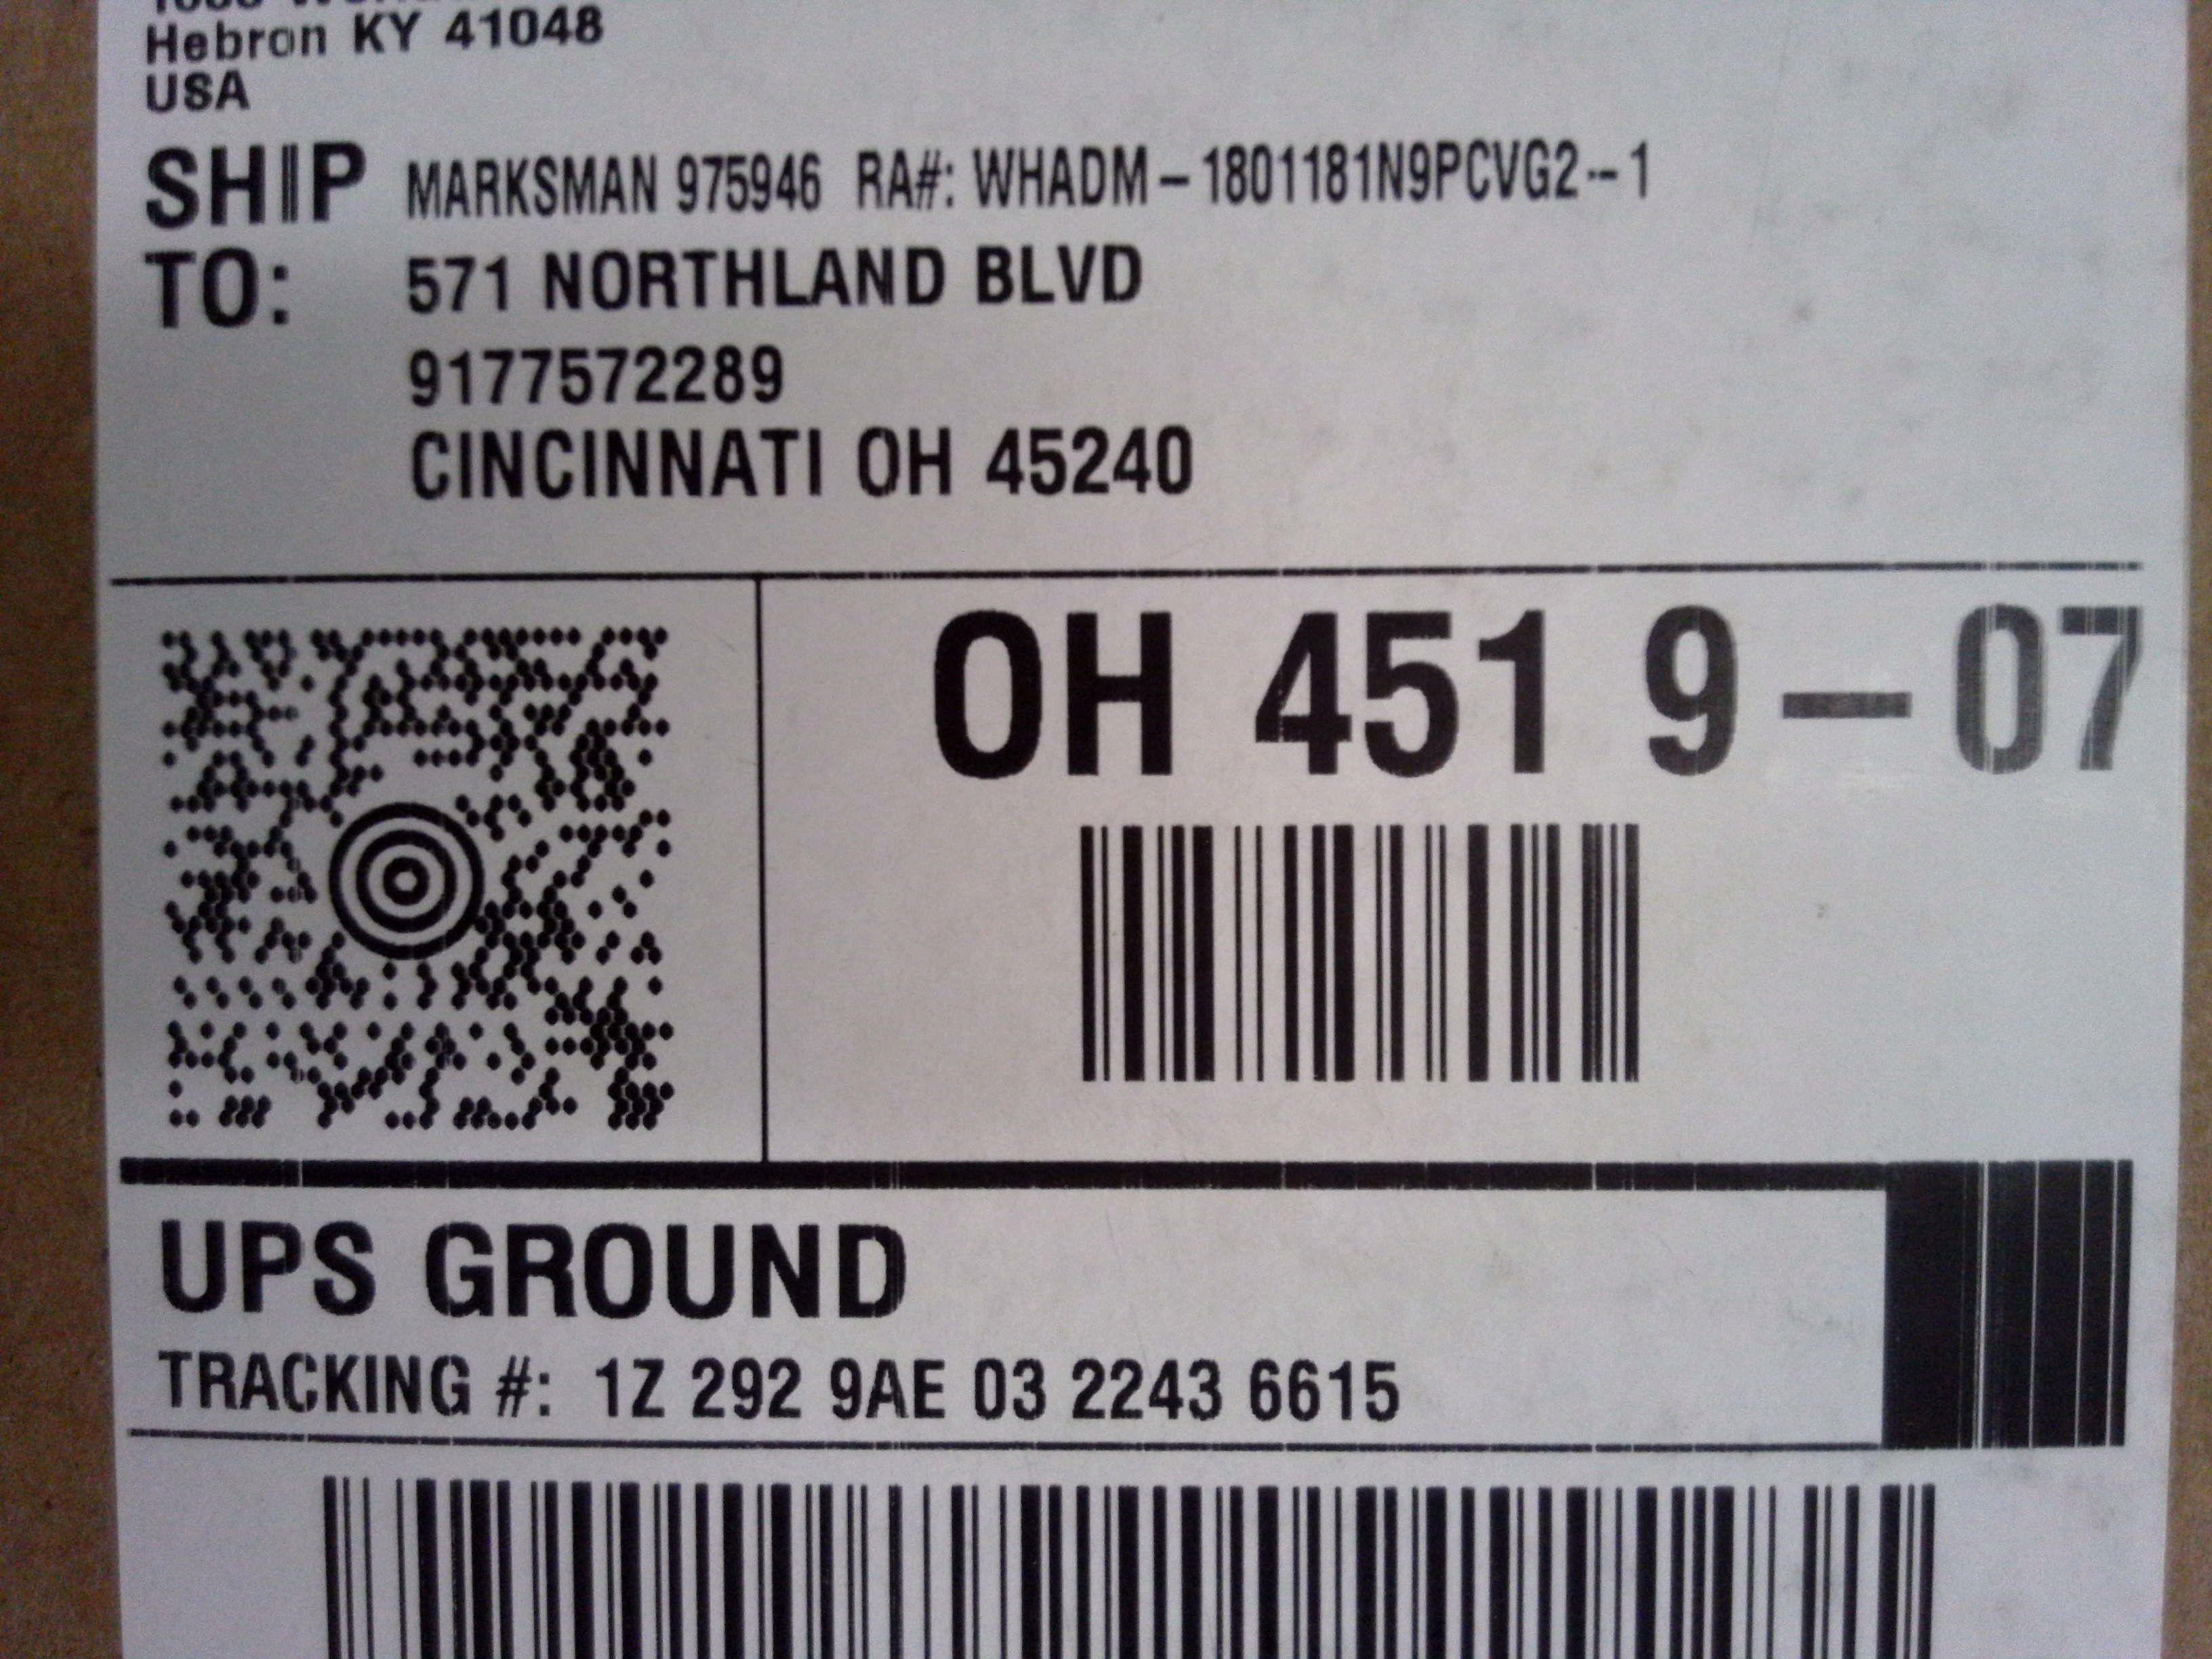 Hebron KY 41048
USA
SHIP TO: MARKSMAN 975946 RA#: WHADM-1801181N9PCVG2--1
571 NORTHLAND BLVD
9177572289
CINCINNATI OH 45240
OH 451 9-07
UPS GROUND
TRACKING #: 1Z 292 9AE 03 2243 6615